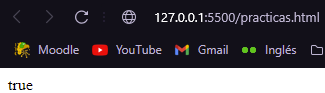 127.0.0.1:5500/practicas.html
Moodle YouTube Gmail Inglés
true